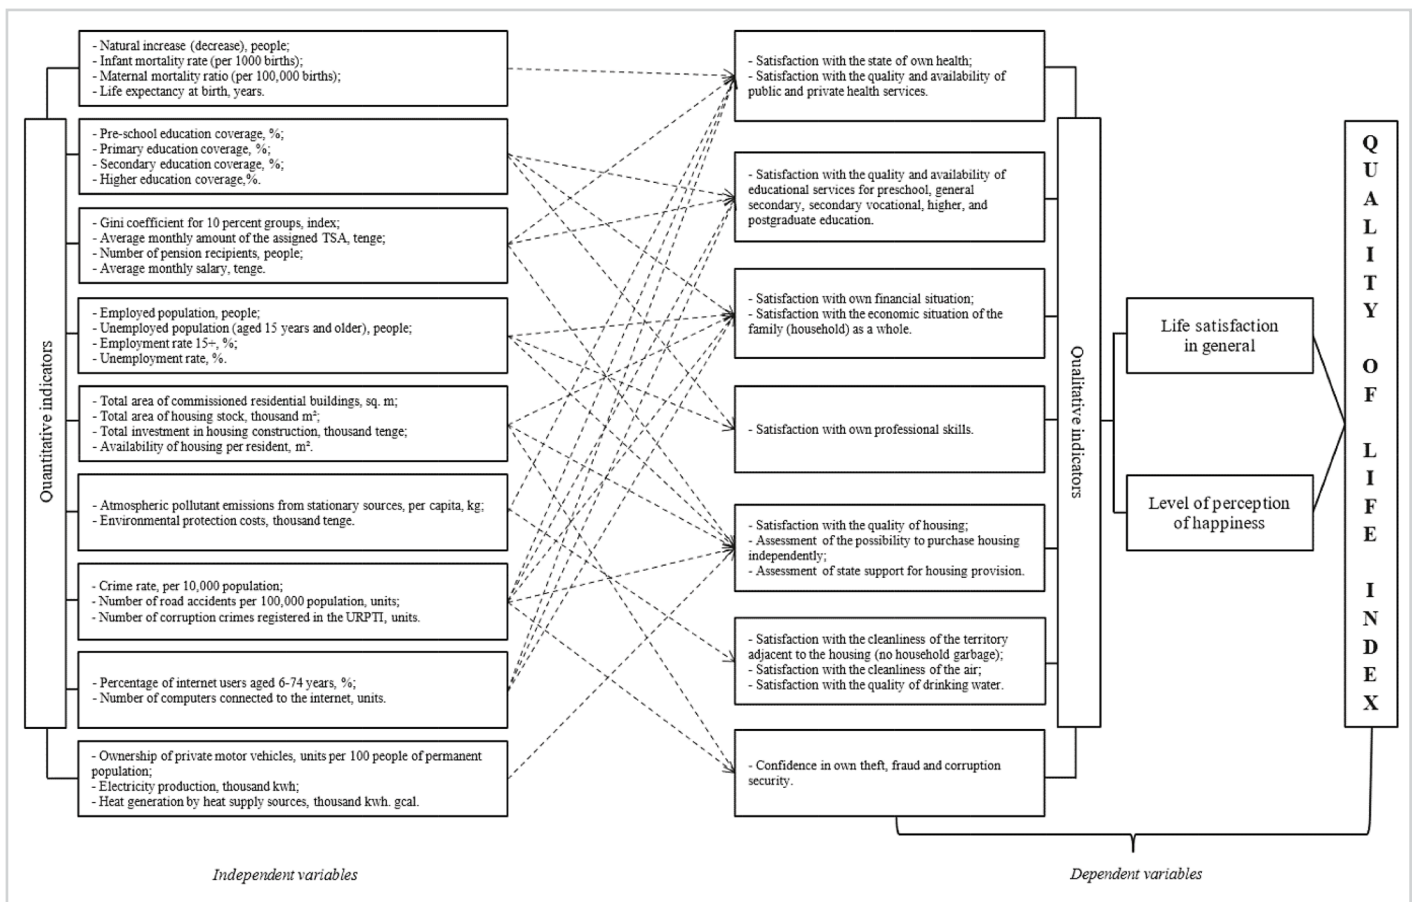 - Natural increase (decrease), people;
- Infant mortality rate (per 1000 births);
- Maternal mortality ratio (per 100,000 births);
- Life expectancy at birth, years.
- Pre-school education coverage, %;
- Primary education coverage, %;
- Secondary education coverage, %;
- Higher education coverage,%.
- Gini coefficient for 10 percent groups, index;
- Average monthly amount of the assigned TSA, tenge;
- Number of pension recipients, people;
- Average monthly salary, tenge.
- Employed population, people;
- Unemployed population (aged 15 years and older), people;
- Employment rate 15+, %;
- Unemployment rate, %.
- Total area of commissioned residential buildings, sq. m;
- Total area of housing stock, thousand m²;
- Total investment in housing construction, thousand tenge;
- Availability of housing per resident, m².
- Atmospheric pollutant emissions from stationary sources, per capita, kg;
- Environmental protection costs, thousand tenge.
- Crime rate, per 10,000 population;
- Number of road accidents per 100,000 population, units;
- Number of corruption crimes registered in the URPTI, units.
- Percentage of internet users aged 6-74 years, %;
- Number of computers connected to the internet, units.
- Ownership of private motor vehicles, units per 100 people of permanent
population;
- Electricity production, thousand kwh;
- Heat generation by heat supply sources, thousand kwh. gcal.
Quantitative indicators
Independent variables
- Satisfaction with the state of own health;
- Satisfaction with the quality and availability of
public and private health services.
- Satisfaction with the quality and availability of
educational services for preschool, general
secondary, secondary vocational, higher, and
postgraduate education.
- Satisfaction with own financial situation;
- Satisfaction with the economic situation of the
family (household) as a whole.
- Satisfaction with own professional skills.
- Satisfaction with the quality of housing;
- Assessment of the possibility to purchase housing
independently;
- Assessment of state support for housing provision.
- Satisfaction with the cleanliness of the territory
adjacent to the housing (no household garbage);
- Satisfaction with the cleanliness of the air;
- Satisfaction with the quality of drinking water.
- Confidence in own theft, fraud and corruption
security.
Qualitative indicators
Life satisfaction
in general
Level of perception
of happiness
QUALITY OF LIFE INDEX
Dependent variables